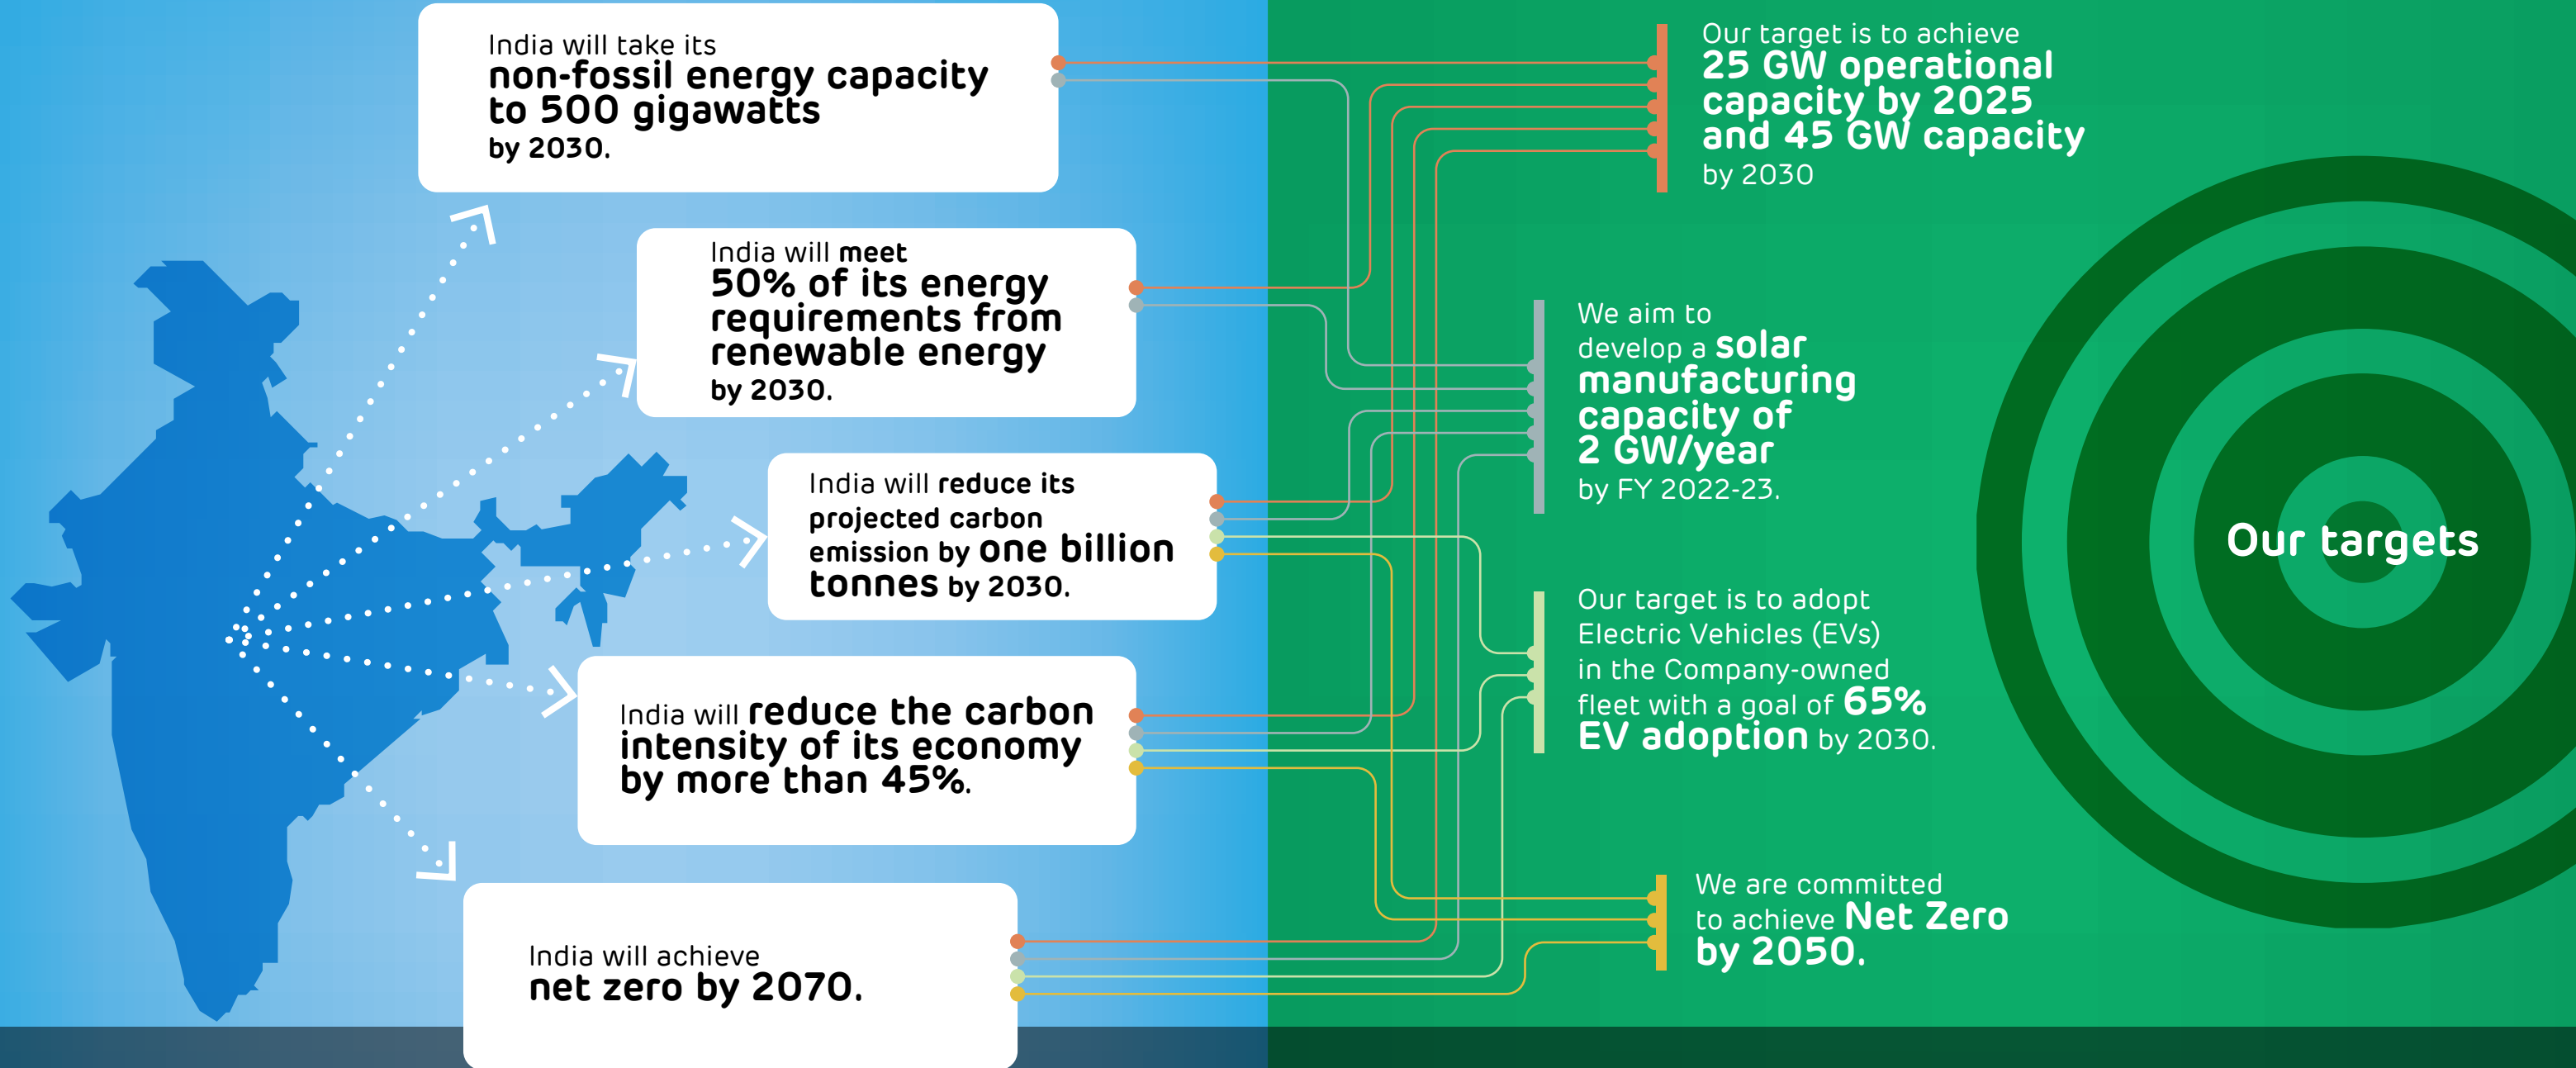 India will take its
non-fossil energy capacity
to 500 gigawatts
by 2030.
India will meet
50% of its energy
requirements from
renewable energy
by 2030.
India will reduce its
projected carbon
emission by one billion
tonnes by 2030.
India will reduce the carbon
intensity of its economy
by more than 45%.
India will achieve
net zero by 2070.
Our target is to achieve
25 GW operational
capacity by 2025
and 45 GW capacity
by 2030
We aim to
develop a solar
manufacturing
capacity of
2 GW/year
by FY 2022-23.
Our target is to adopt
Electric Vehicles (EVs)
in the Company-owned
fleet with a goal of 65%
EV adoption by 2030.
We are committed
to achieve Net Zero
by 2050.
Our targets